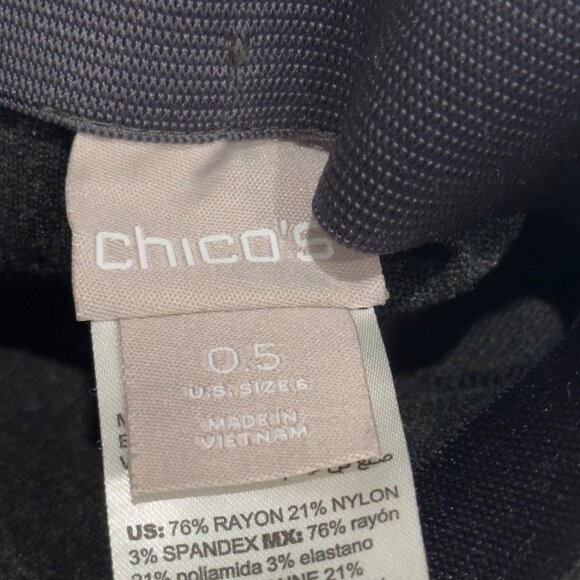 chico's
0.5
U.S. SIZE 6
MADE IN
VIETNAM
US: 76% RAYON 21% NYLON
3% SPANDEX MX: 76% rayón
21% poliamida 3% elastano
21%